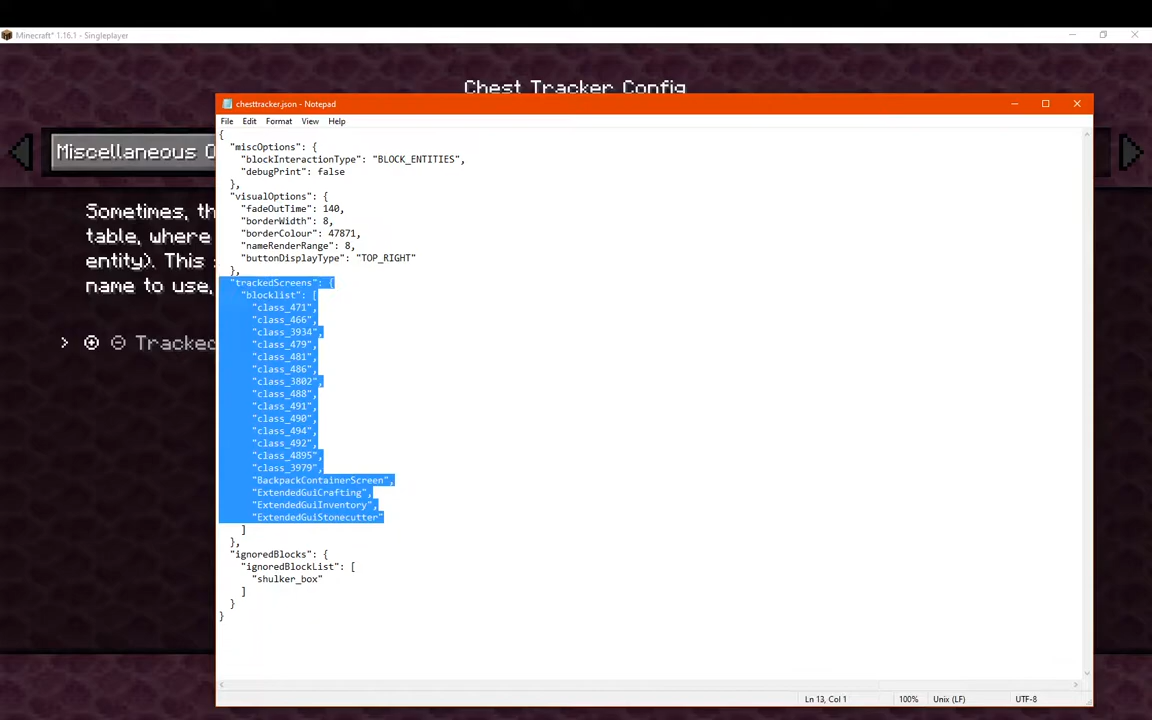 Minecraft* 1.16.1 - Singleplayer
Chest Tracker Config
chesttracker.json - Notepad
File Edit Format View Help
{
"miscOptions": {
"blockInteractionType": "BLOCK_ENTITIES",
"debugPrint": false
},
"visualOptions": {
"fadeOutTime": 140,
"borderWidth": 8,
"borderColour": 47871,
"nameRenderRange": 8,
"buttonDisplayType": "TOP_RIGHT"
},
"trackedScreens": {
"blocklist": [
"class_471",
"class_466",
"class_3934",
"class_479",
"class_481",
"class_486",
"class_3802",
"class_488",
"class_491",
"class_490",
"class_494",
"class_492",
"class_4895",
"class_3979",
"BackpackContainerScreen",
"ExtendedGuiCrafting",
"ExtendedGuiInventory",
"ExtendedGuiStonecutter"
]
},
"ignoredBlocks": {
"ignoredBlockList": [
"shulker_box"
]
}
}
Miscellaneous O
Sometimes, th
table, where
entity). This
name to use,
> Tracked
Ln 13, Col 1 100% Unix (LF) UTF-8